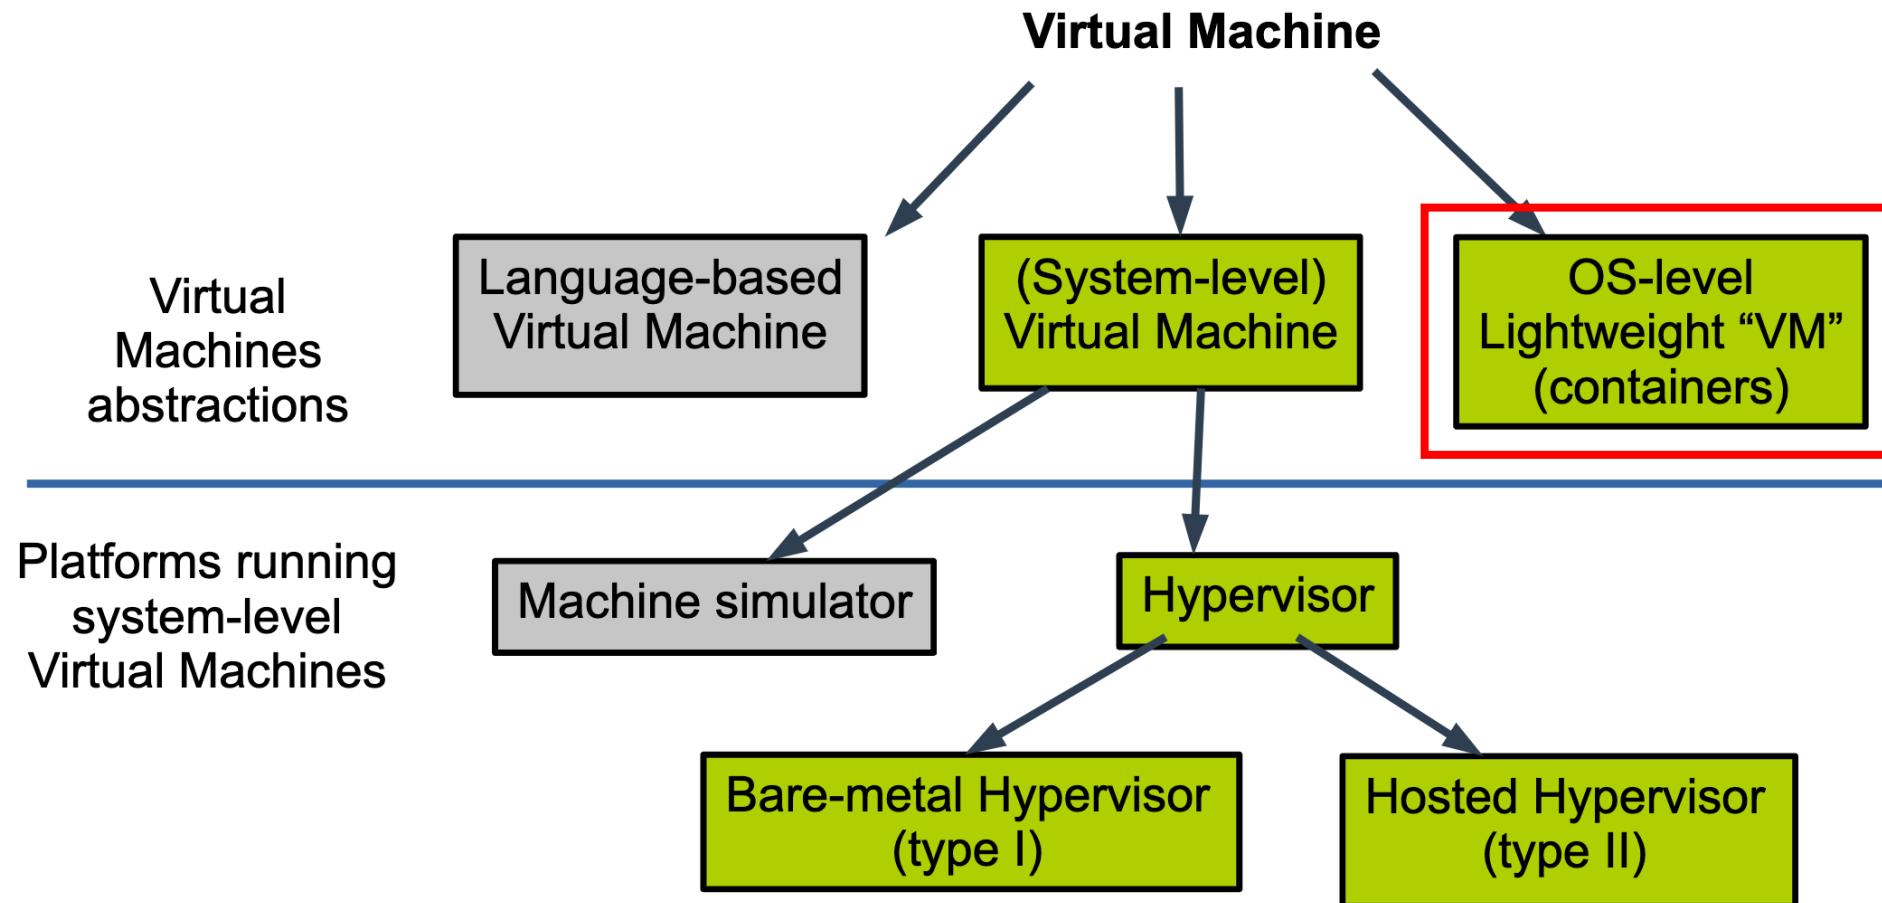 Virtual Machine
Virtual
Machines
abstractions
Language-based
Virtual Machine
(System-level)
Virtual Machine
OS-level
Lightweight “VM”
(containers)
Platforms running
system-level
Virtual Machines
Machine simulator
Hypervisor
Bare-metal Hypervisor
(type I)
Hosted Hypervisor
(type II)